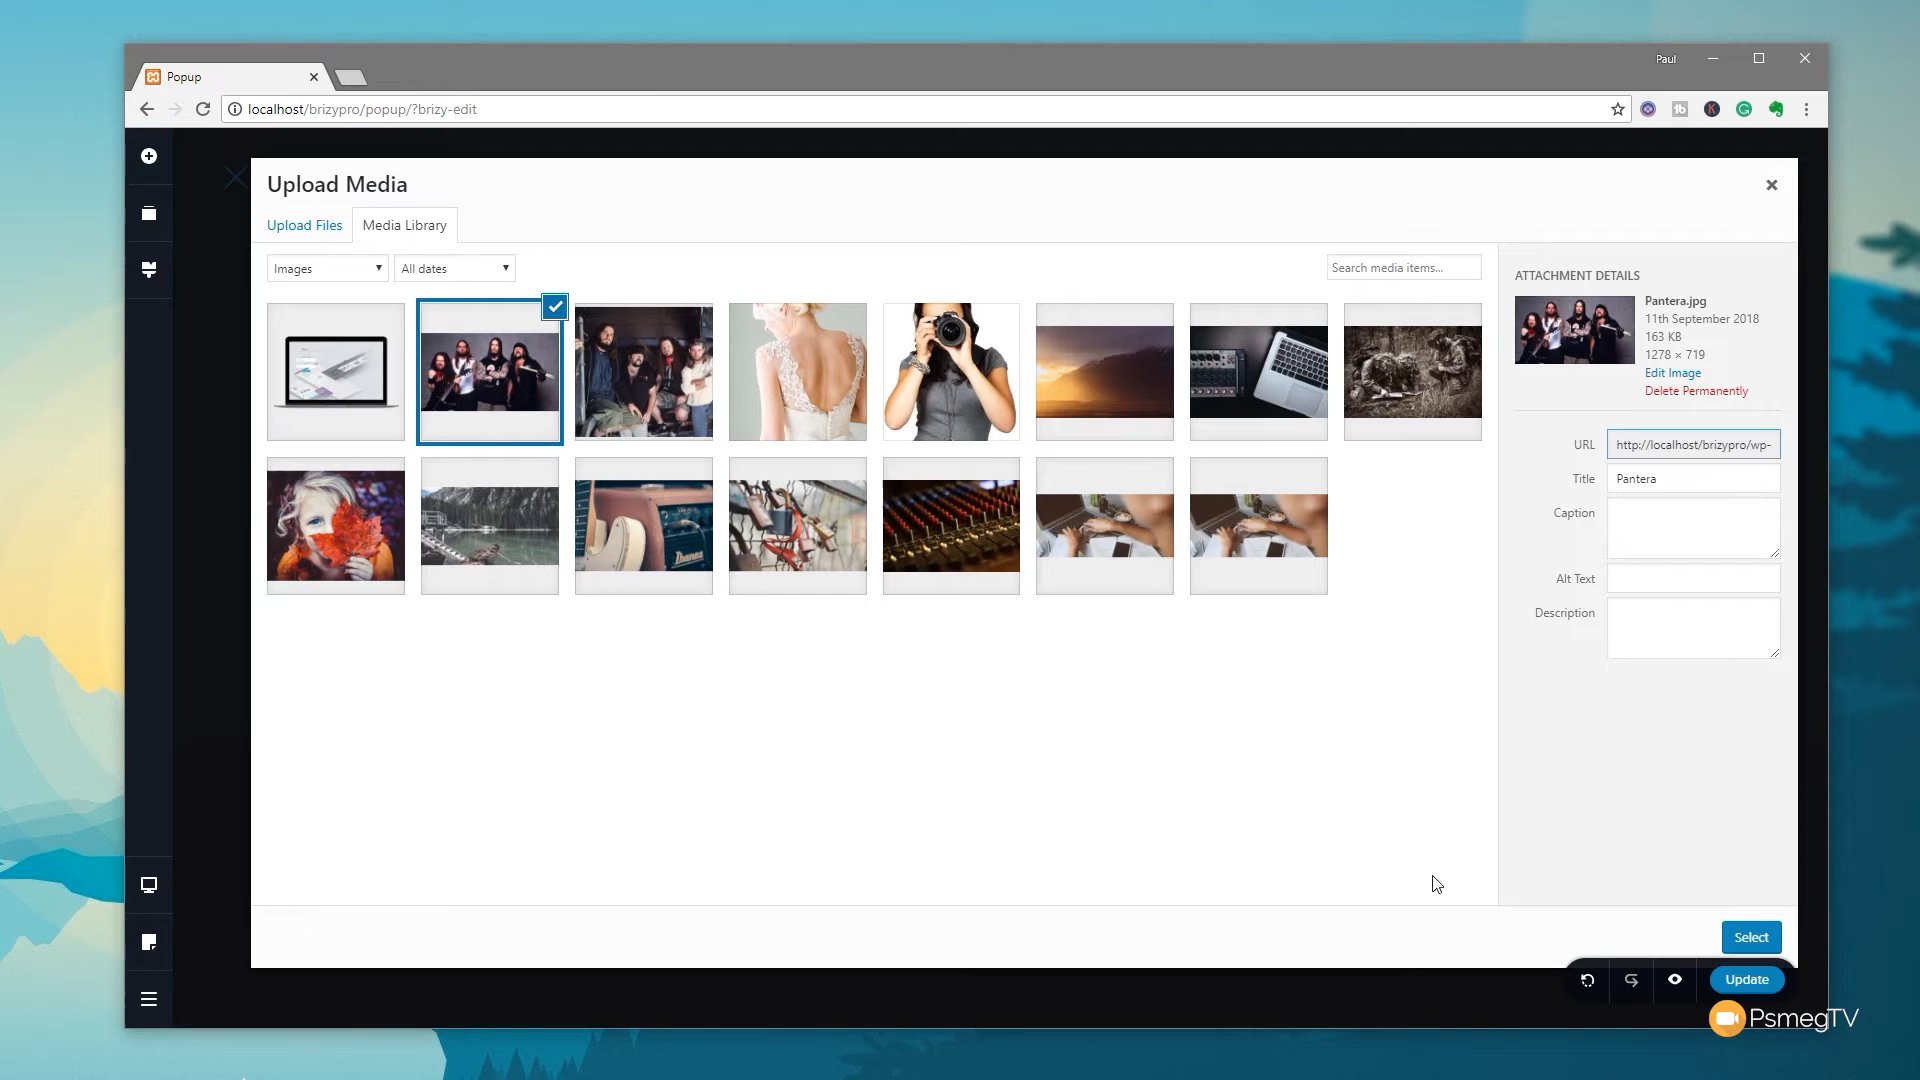 Popup
Paul
localhost/brizypro/popup/?brizy-edit
Upload Media
Upload Files
Media Library
Images
All dates
Search media items...
ATTACHMENT DETAILS
Pantera.jpg
11th September 2018
163 KB
1278 × 719
Edit Image
Delete Permanently
URL
http://localhost/brizypro/wp-
Title
Pantera
Caption
Alt Text
Description
Ibanez
Select
Update
PsmegTV